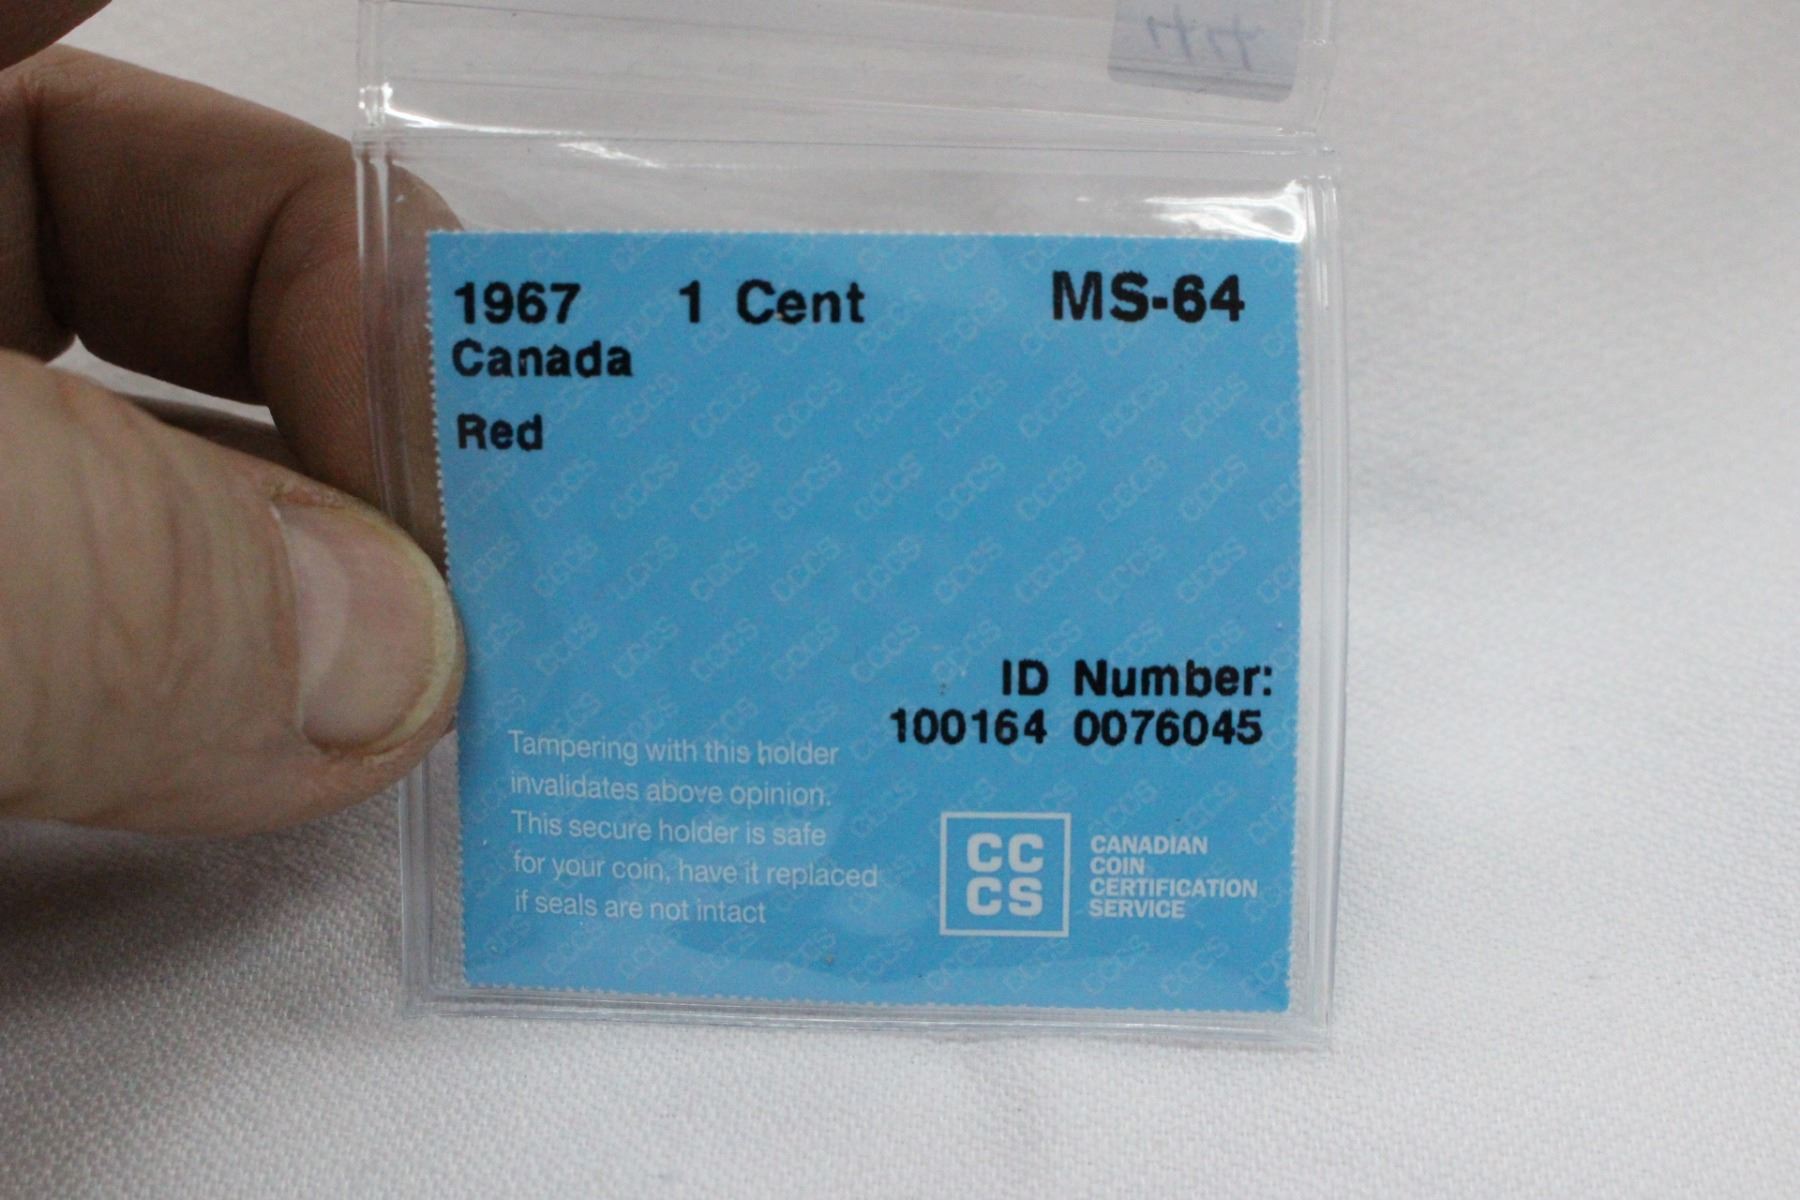 1967 1 Cent MS-64
Canada
Red
ID Number:
100164 0076045
Tampering with this holder
invalidates above opinion.
This secure holder is safe
for your coin, have it replaced
if seals are not intact
CC
CS
CANADIAN
COIN
CERTIFICATION
SERVICE